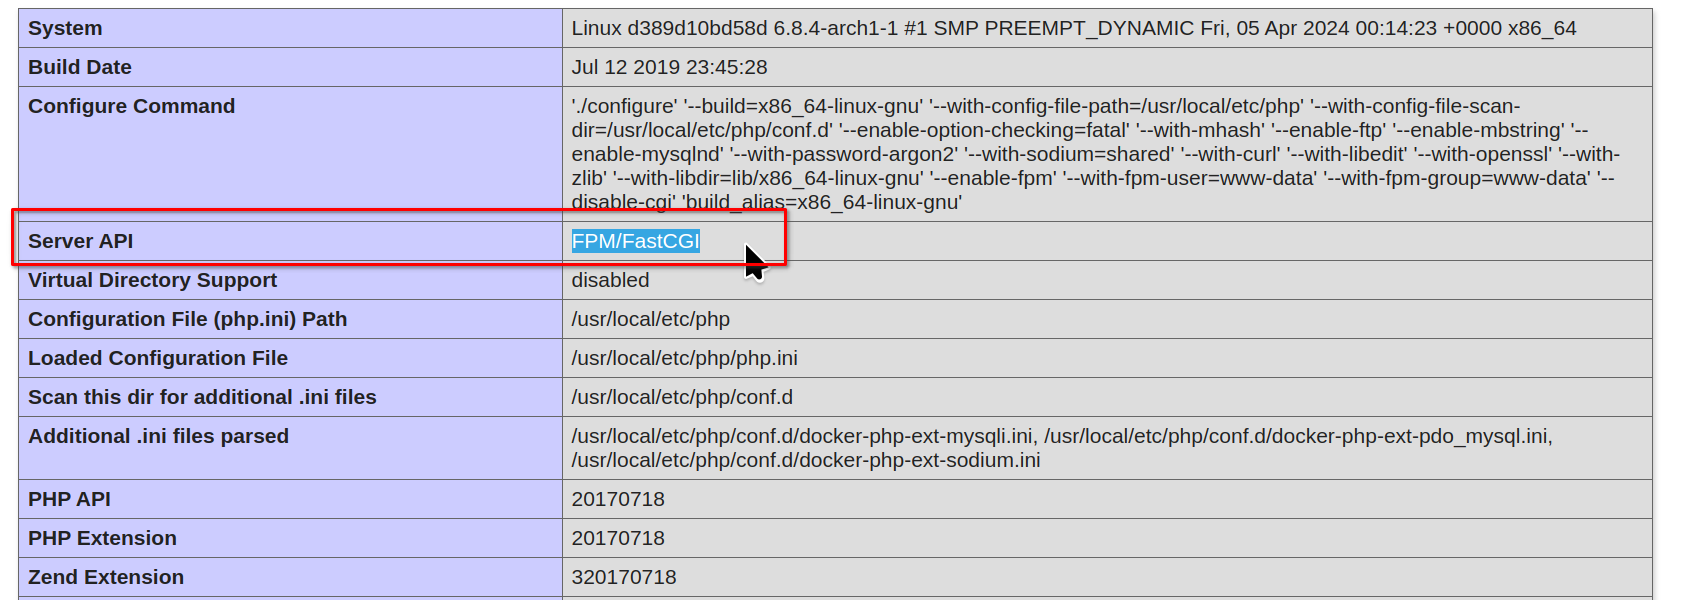 System Linux d389d10bd58d 6.8.4-arch1-1 #1 SMP PREEMPT_DYNAMIC Fri, 05 Apr 2024 00:14:23 +0000 x86_64
Build Date Jul 12 2019 23:45:28
Configure Command './configure' '--build=x86_64-linux-gnu' '--with-config-file-path=/usr/local/etc/php' '--with-config-file-scan-
dir=/usr/local/etc/php/conf.d' '--enable-option-checking=fatal' '--with-mhash' '--enable-ftp' '--enable-mbstring' '--
enable-mysqlnd' '--with-password-argon2' '--with-sodium=shared' '--with-curl' '--with-libedit' '--with-openssl' '--with-
zlib' '--with-libdir=lib/x86_64-linux-gnu' '--enable-fpm' '--with-fpm-user=www-data' '--with-fpm-group=www-data' '--
disable-cgi' 'build_alias=x86_64-linux-gnu'
Server API FPM/FastCGI
Virtual Directory Support disabled
Configuration File (php.ini) Path /usr/local/etc/php
Loaded Configuration File /usr/local/etc/php/php.ini
Scan this dir for additional .ini files /usr/local/etc/php/conf.d
Additional .ini files parsed /usr/local/etc/php/conf.d/docker-php-ext-mysqli.ini, /usr/local/etc/php/conf.d/docker-php-ext-pdo_mysql.ini,
/usr/local/etc/php/conf.d/docker-php-ext-sodium.ini
PHP API 20170718
PHP Extension 20170718
Zend Extension 320170718